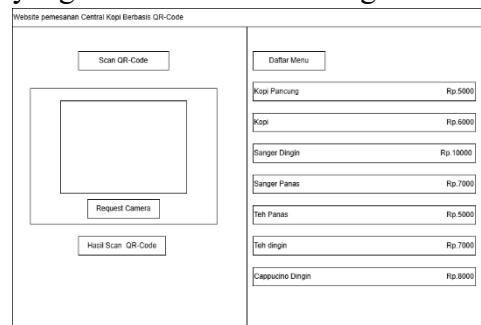 Website pemesanan Central Kopi Berbasis QR-Code
Scan QR-Code
Request Camera
Hasil Scan QR-Code
Daftar Menu
Kopi Pancung Rp.5000
Kopi Rp.6000
Sanger Dingin Rp.10000
Sanger Panas Rp.7000
Teh Panas Rp.5000
Teh dingin Rp.7000
Cappucino Dingin Rp.8000